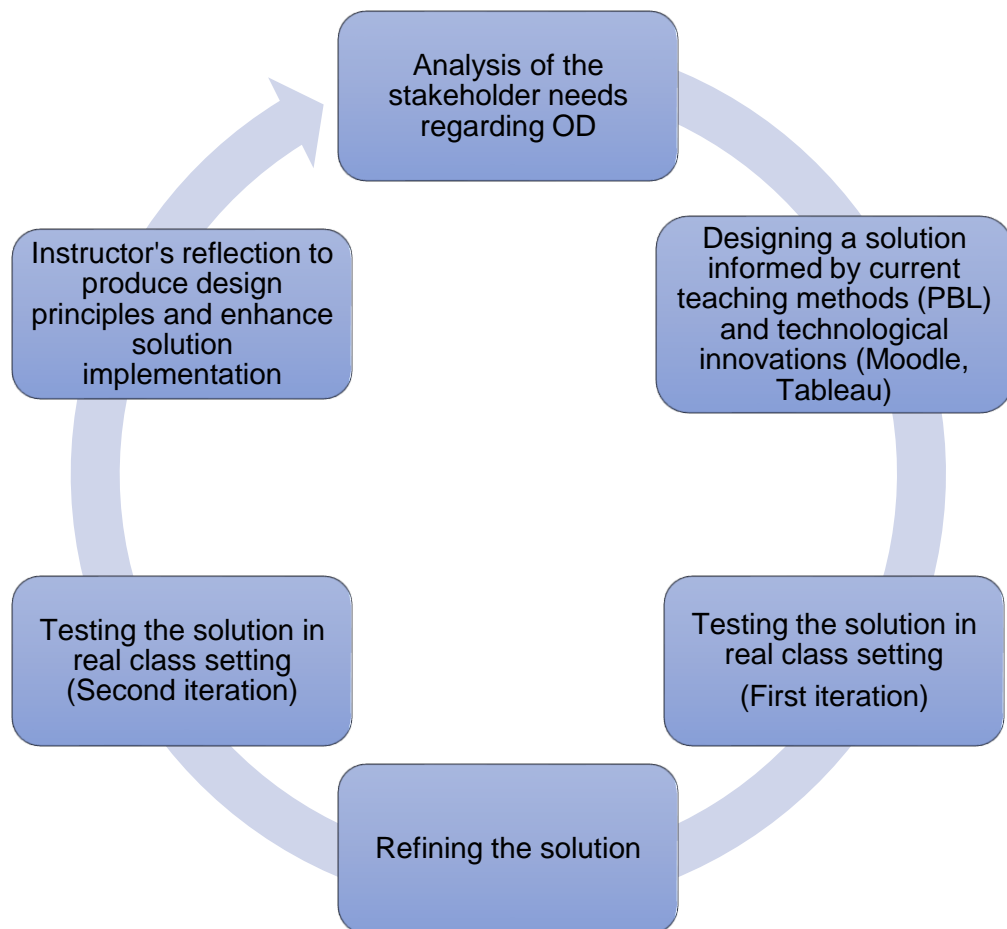 Analysis of the
stakeholder needs
regarding OD
Designing a solution
informed by current
teaching methods (PBL)
and technological
innovations (Moodle,
Tableau)
Testing the solution in
real class setting
(First iteration)
Refining the solution
Testing the solution in
real class setting
(Second iteration)
Instructor's reflection to
produce design
principles and enhance
solution
implementation